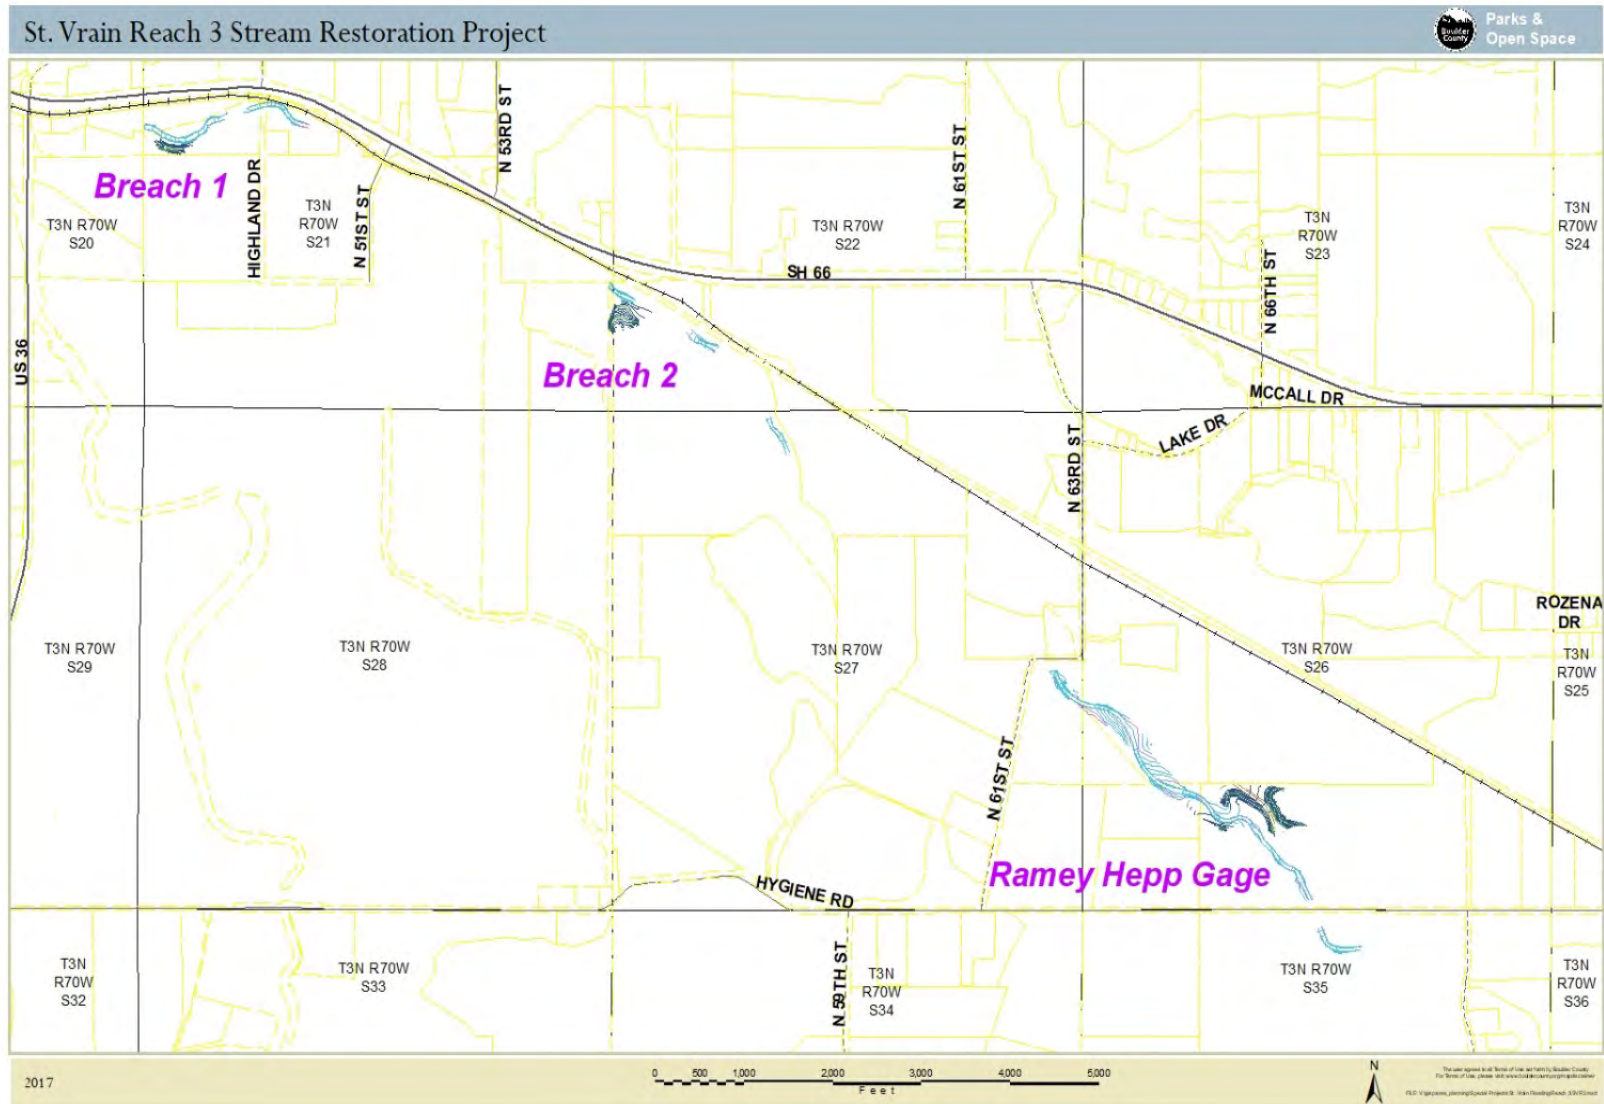 St. Vrain Reach 3 Stream Restoration Project
Boulder
County
Parks &
Open Space
N 53RD ST
N 61ST ST
Breach 1
HIGHLAND DR
N 51ST ST
T3N R70W
S20
T3N
R70W
S21
T3N R70W
S22
T3N
R70W
S23
T3N
R70W
S24
SH 66
N 66TH ST
US 36
Breach 2
MCCALL DR
LAKE DR
N 63RD ST
ROZENA
DR
T3N R70W
S29
T3N R70W
S28
T3N R70W
S27
T3N R70W
S26
T3N
R70W
S25
N 61ST ST
Ramey Hepp Gage
HYGIENE RD
N 59TH ST
T3N
R70W
S32
T3N R70W
S33
T3N
R70W
S34
T3N R70W
S35
T3N
R70W
S36
2017
0 500 1,000 2,000 3,000 4,000 5,000
Feet
N